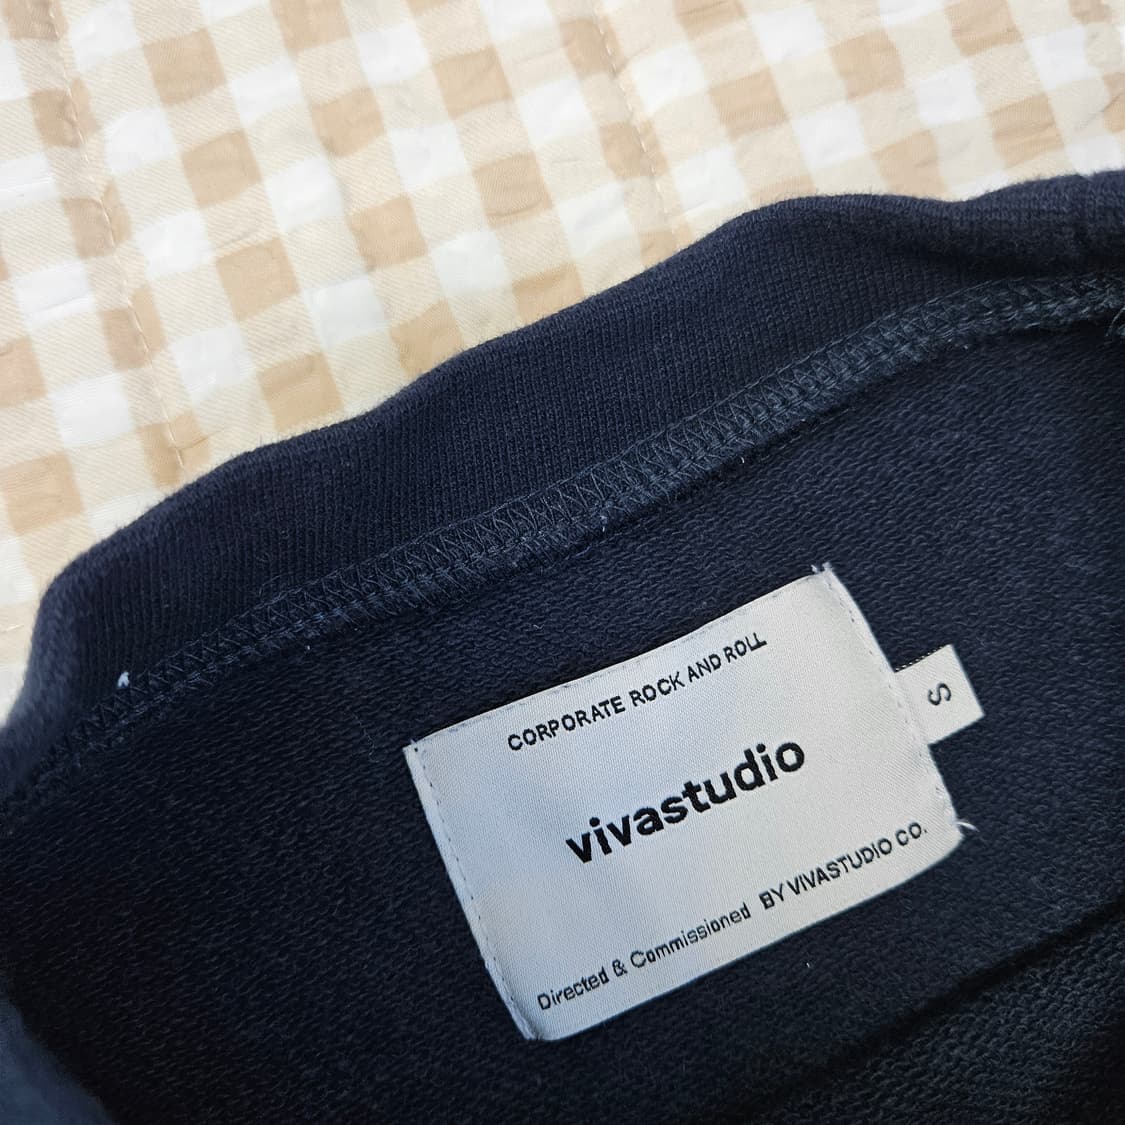 CORPORATE ROCK AND ROLL
vivastudio
Directed & Commissioned BY VIVASTUDIO CO.
S